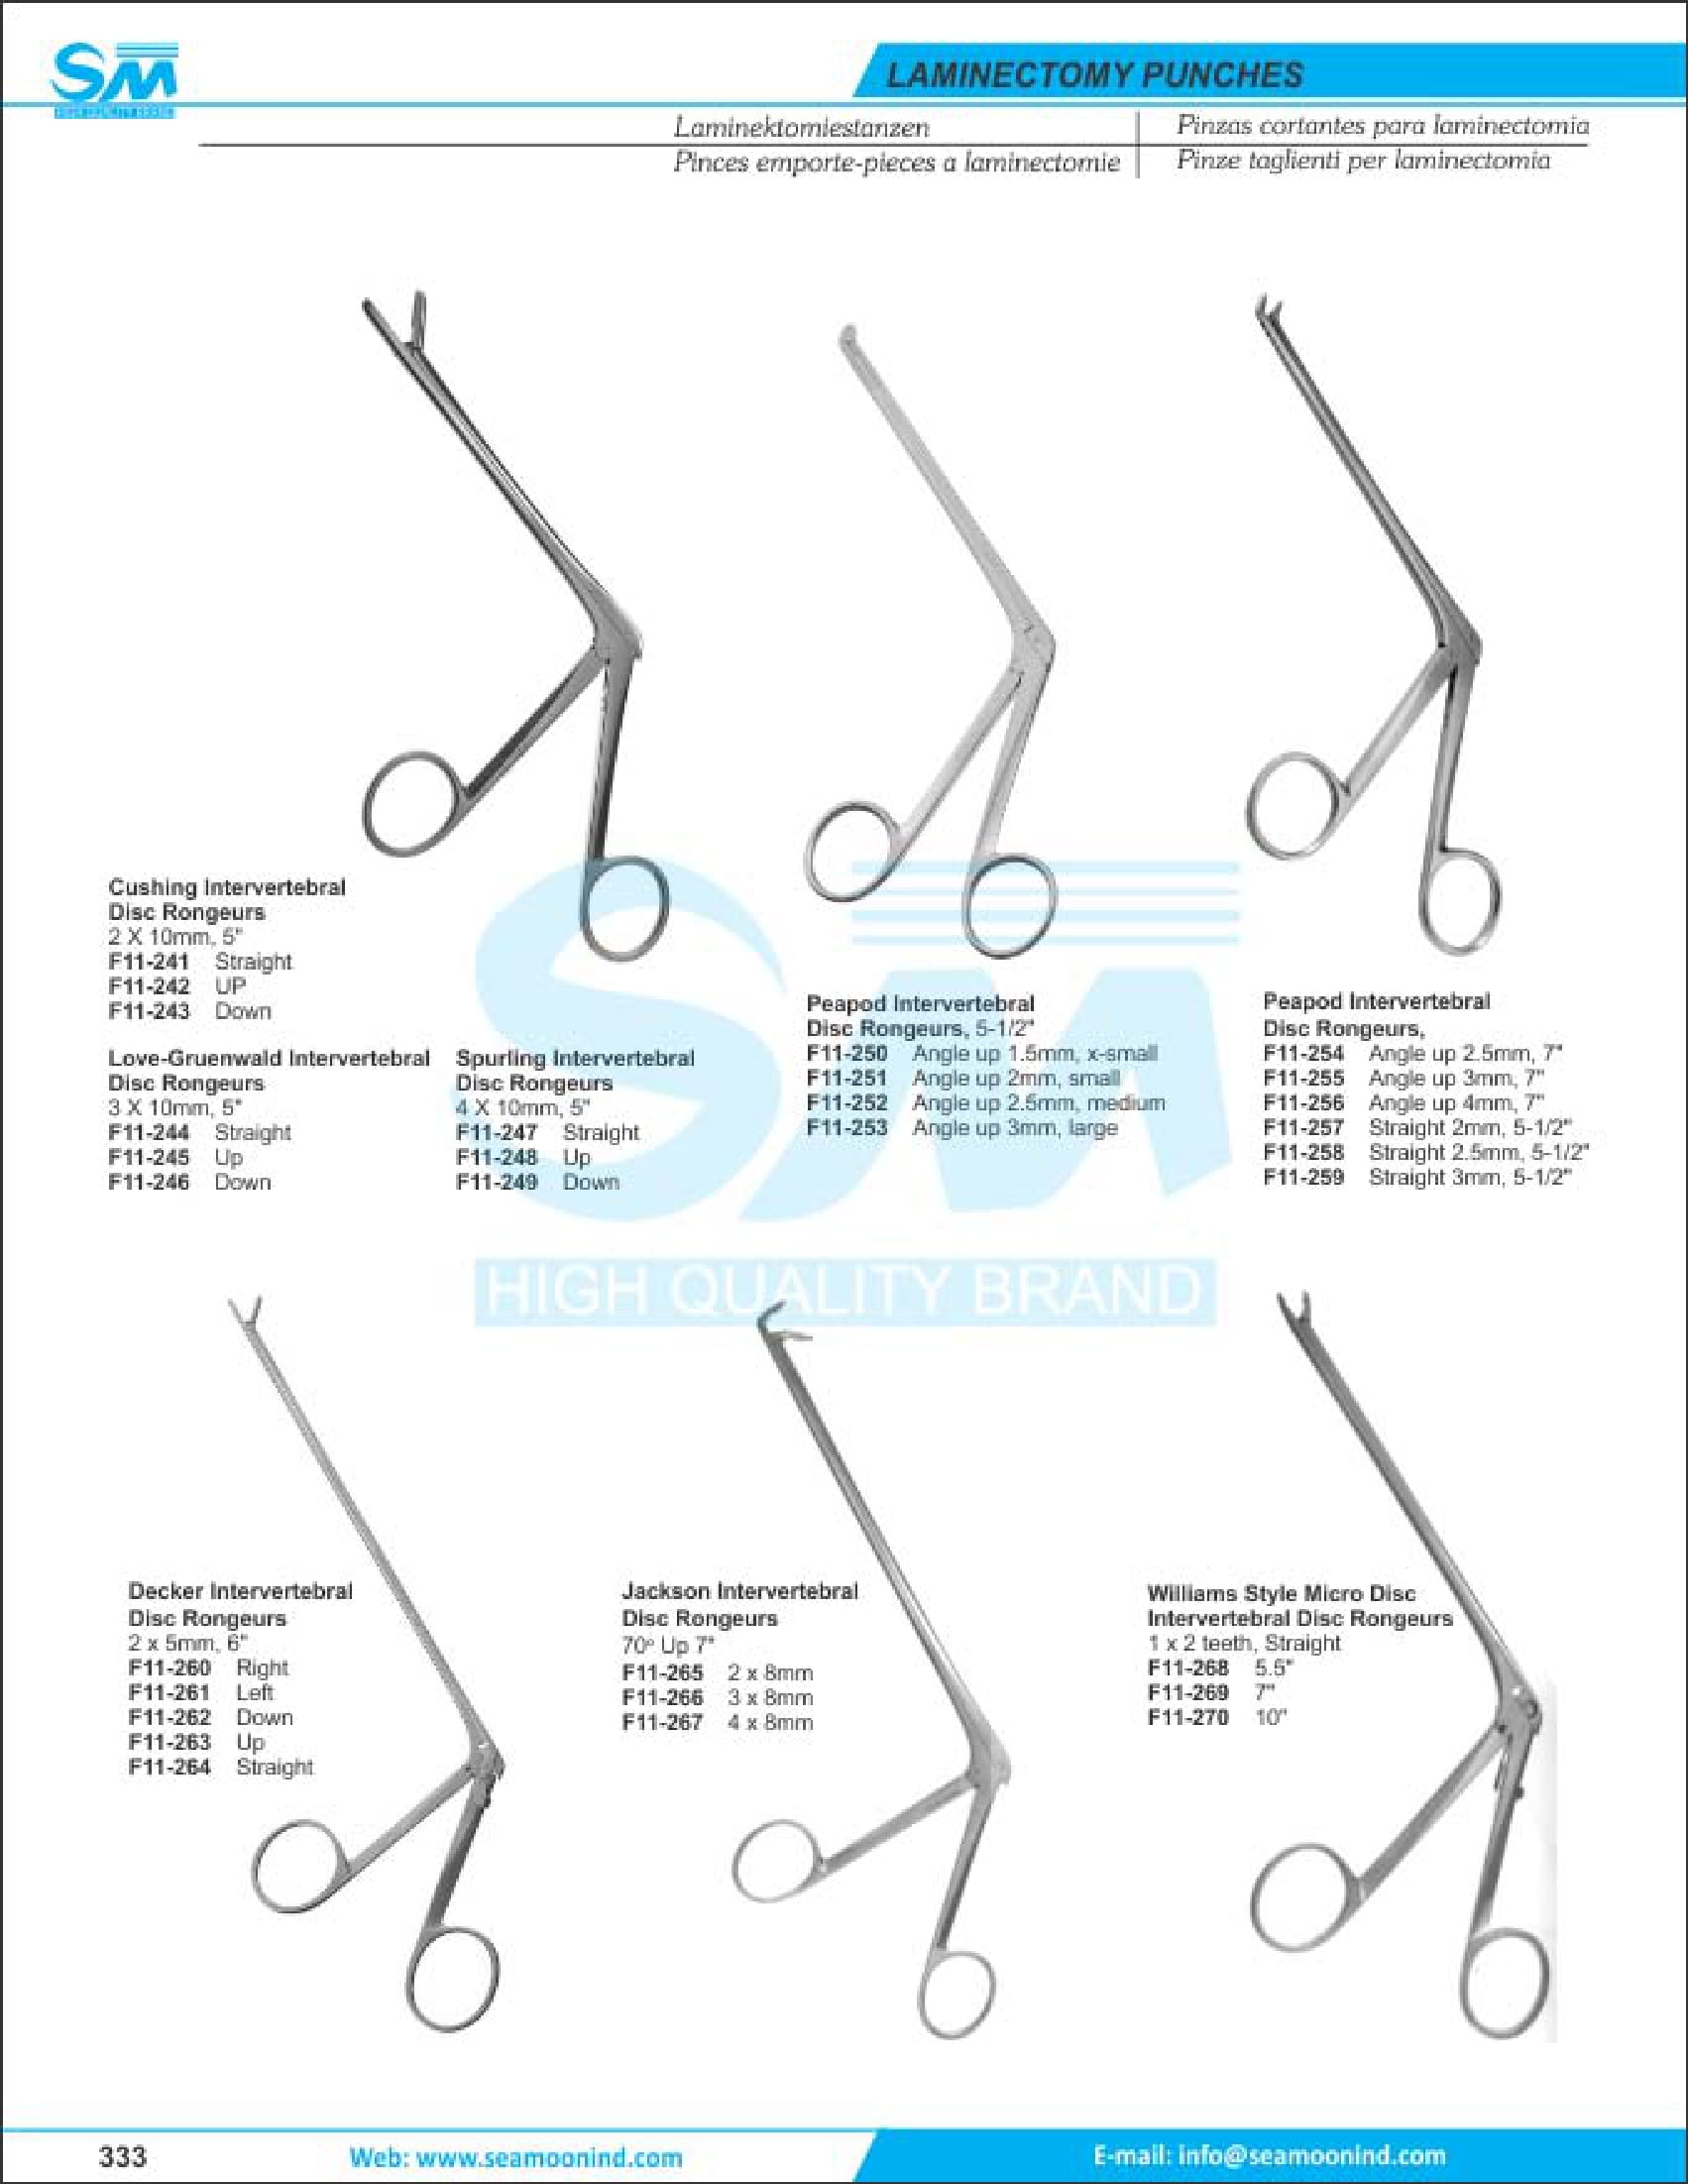 SM
LAMINECTOMY PUNCHES
Laminektomiestanzen
Pinces emporte-pieces a laminectomie
Pinzas cortantes para laminectomia
Pinze taglienti per laminectomia
Cushing Intervertebral
Disc Rongeurs
2 X 10mm, 5"
F11-241 Straight
F11-242 UP
F11-243 Down
Love-Gruenwald Intervertebral
Disc Rongeurs
3 X 10mm, 5"
F11-244 Straight
F11-245 Up
F11-246 Down
Spurling Intervertebral
Disc Rongeurs
4 X 10mm, 5"
F11-247 Straight
F11-248 Up
F11-249 Down
Peapod Intervertebral
Disc Rongeurs, 5-1/2"
F11-250 Angle up 1.5mm, x-small
F11-251 Angle up 2mm, small
F11-252 Angle up 2.5mm, medium
F11-253 Angle up 3mm, large
Peapod Intervertebral
Disc Rongeurs,
F11-254 Angle up 2.5mm, 7"
F11-255 Angle up 3mm, 7"
F11-256 Angle up 4mm, 7"
F11-257 Straight 2mm, 5-1/2"
F11-258 Straight 2.5mm, 5-1/2"
F11-259 Straight 3mm, 5-1/2"
SM
HIGH QUALITY BRAND
Decker Intervertebral
Disc Rongeurs
2 x 5mm, 6"
F11-260 Right
F11-261 Left
F11-262 Down
F11-263 Up
F11-264 Straight
Jackson Intervertebral
Disc Rongeurs
70º Up 7"
F11-265 2 x 8mm
F11-266 3 x 8mm
F11-267 4 x 8mm
Williams Style Micro Disc
Intervertebral Disc Rongeurs
1 x 2 teeth, Straight
F11-268 5.5"
F11-269 7"
F11-270 10"
333
Web: www.seamoonind.com
E-mail: info@seamoonind.com